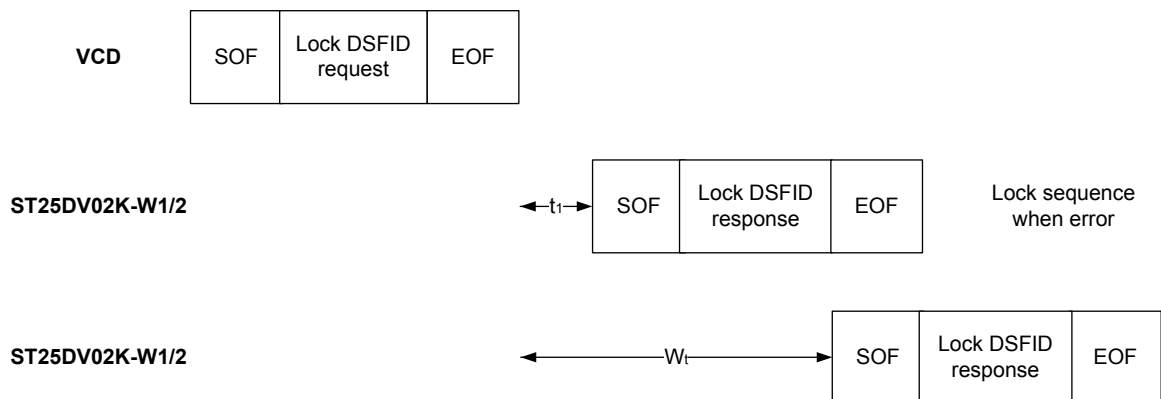 VCD
SOF
Lock DSFID
request
EOF
ST25DV02K-W1/2
t1
SOF
Lock DSFID
response
EOF
Lock sequence
when error
ST25DV02K-W1/2
Wt
SOF
Lock DSFID
response
EOF